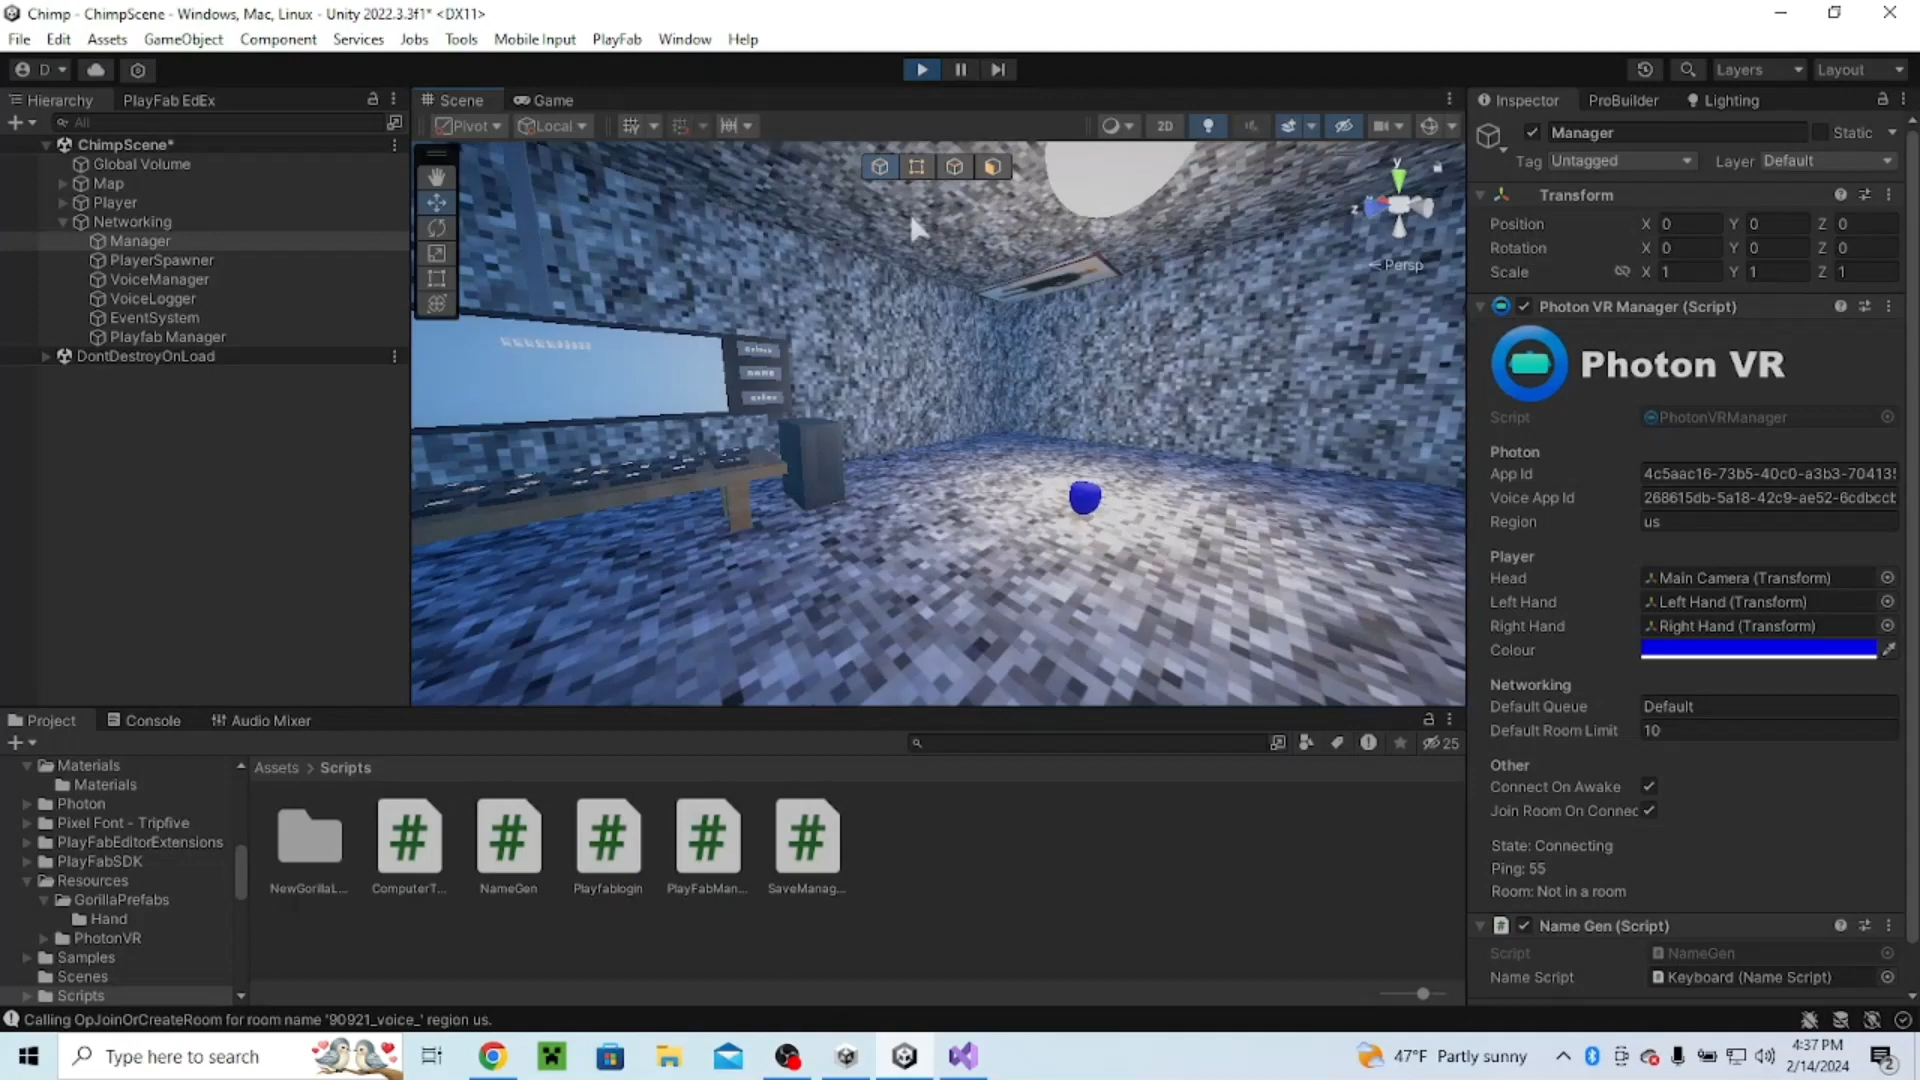 Chimp - ChimpScene - Windows, Mac, Linux - Unity 2022.3.3f1* <DX11>
File Edit Assets GameObject Component Services Jobs Tools Mobile Input PlayFab Window Help
D
Layers
Layout
Hierarchy
PlayFab EdEx
Scene
Game
Inspector
ProBuilder
Lighting
All
Pivot
Local
2D
ChimpScene*
Global Volume
Map
Player
Networking
Manager
PlayerSpawner
VoiceManager
VoiceLogger
EventSystem
Playfab Manager
DontDestroyOnLoad
y
z
Persp
name
Manager
Static
Tag Untagged
Layer Default
Transform
Position X 0 Y 0 Z 0
Rotation X 0 Y 0 Z 0
Scale X 1 Y 1 Z 1
Photon VR Manager (Script)
Photon VR
Script PhotonVRManager
Photon
App Id 4c5aac16-73b5-40c0-a3b3-704135
Voice App Id 268615db-5a18-42c9-ae52-6cdbcct
Region us
Player
Head Main Camera (Transform)
Left Hand Left Hand (Transform)
Right Hand Right Hand (Transform)
Colour
Networking
Default Queue Default
Default Room Limit 10
Other
Connect On Awake
Join Room On Connec
State: Connecting
Ping: 55
Room: Not in a room
Name Gen (Script)
Script NameGen
Name Script Keyboard (Name Script)
Project
Console
Audio Mixer
25
Materials
Materials
Photon
Pixel Font - Tripfive
PlayFabEditorExtensions
PlayFabSDK
Resources
GorillaPrefabs
Hand
PhotonVR
Samples
Scenes
Scripts
Assets > Scripts
NewGorillaL...
ComputerT...
NameGen
Playfablogin
PlayFabMan...
SaveManag...
Calling OpJoinOrCreateRoom for room name '90921_voice_' region us.
Type here to search
47°F Partly sunny
4:37 PM
2/14/2024
2